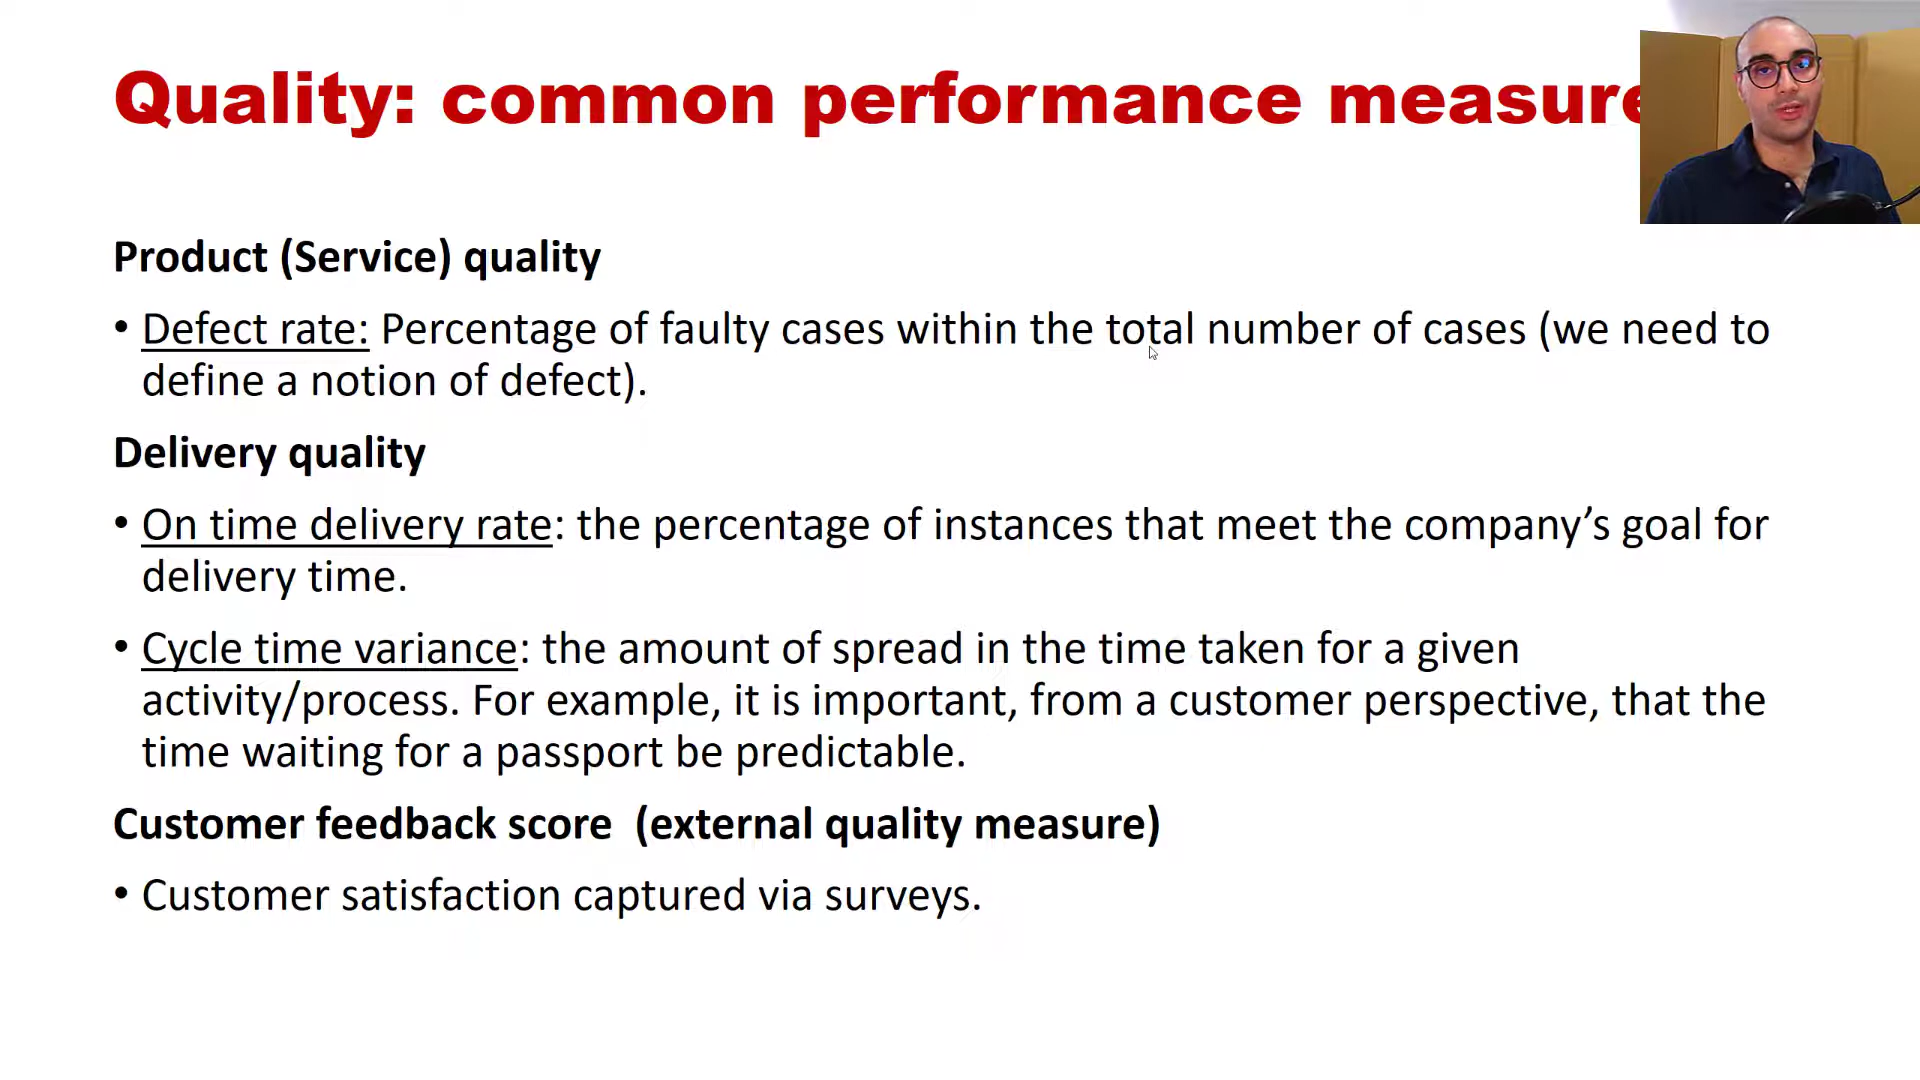 Quality: common performance measure
Product (Service) quality
• Defect rate: Percentage of faulty cases within the total number of cases (we need to
define a notion of defect).
Delivery quality
• On time delivery rate: the percentage of instances that meet the company’s goal for
delivery time.
• Cycle time variance: the amount of spread in the time taken for a given
activity/process. For example, it is important, from a customer perspective, that the
time waiting for a passport be predictable.
Customer feedback score  (external quality measure)
• Customer satisfaction captured via surveys.